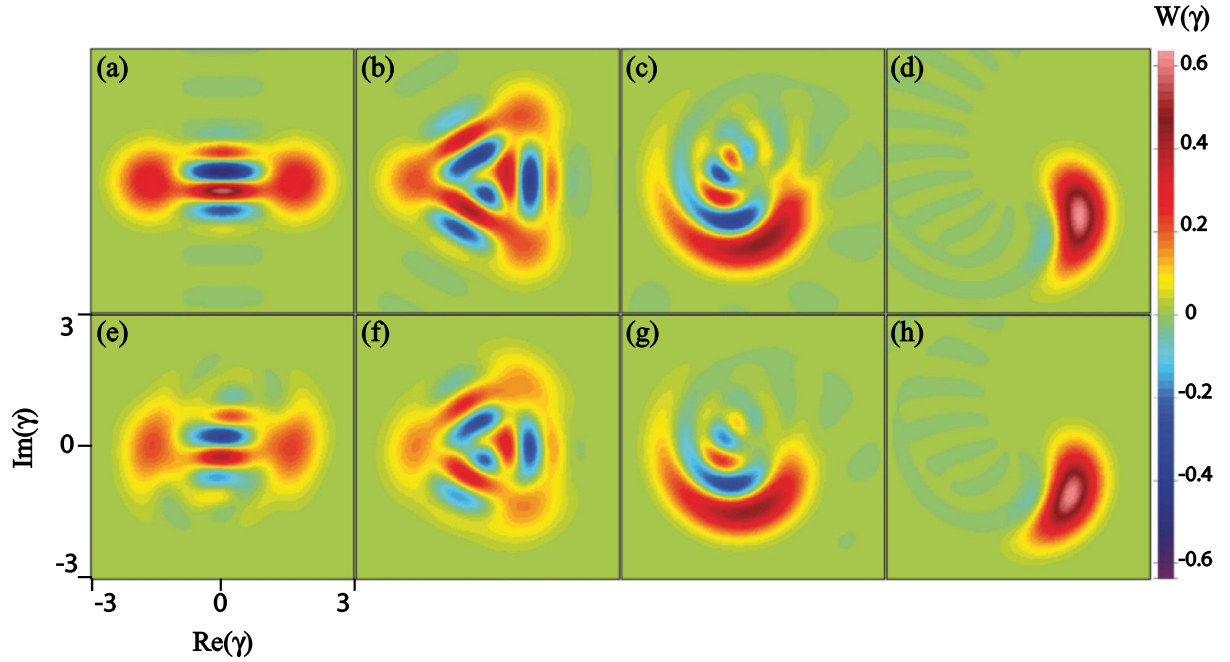 W(γ)
(a) (b) (c) (d)
0.6
0.4
0.2
0
-0.2
-0.4
-0.6
(e) (f) (g) (h)
3
0
-3
Im(γ)
-3 0 3
Re(γ)